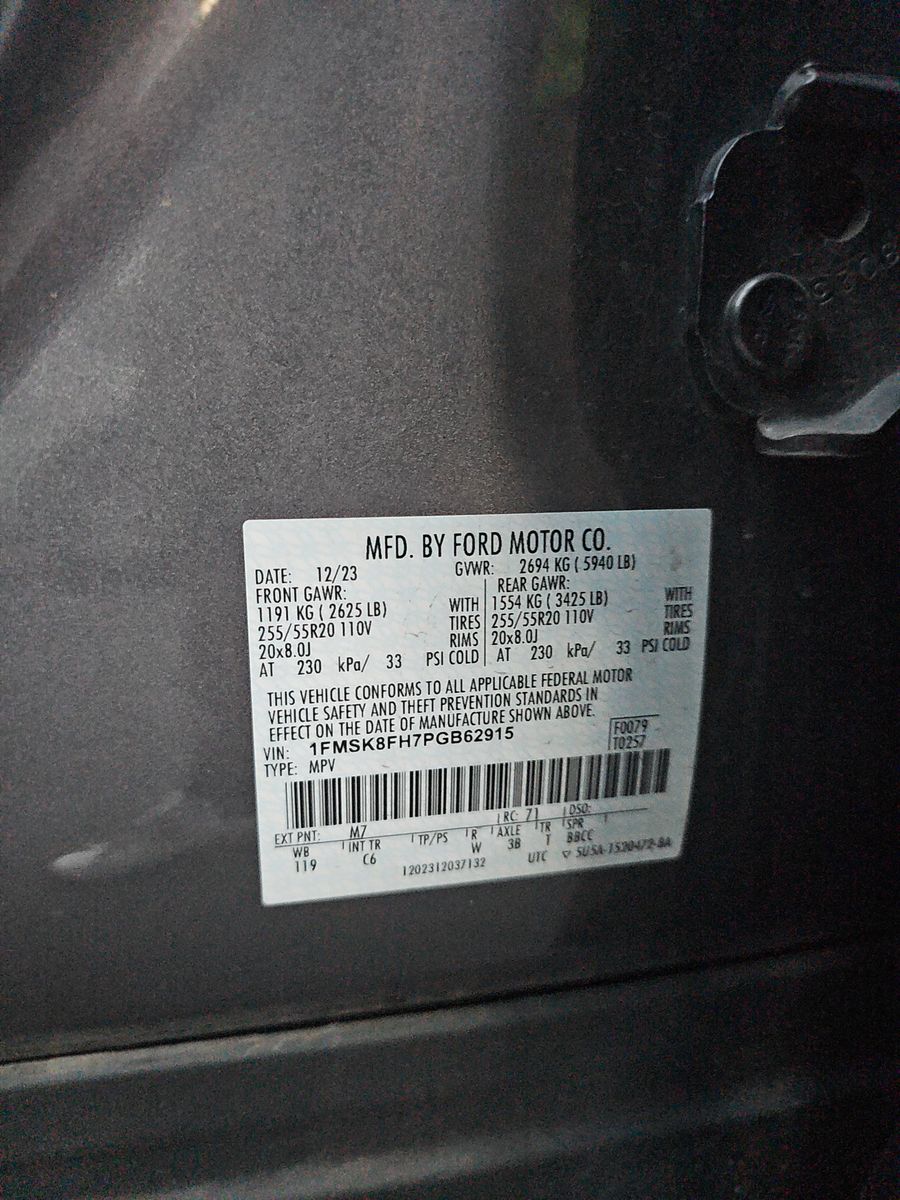 MFD. BY FORD MOTOR CO.
DATE: 12/23 GVWR: 2694 KG ( 5940 LB)
FRONT GAWR: REAR GAWR:
1191 KG ( 2625 LB) WITH 1554 KG ( 3425 LB) WITH
255/55R20 110V TIRES 255/55R20 110V TIRES
20x8.0J RIMS 20x8.0J RIMS
AT 230 kPa/ 33 PSI COLD AT 230 kPa/ 33 PSI COLD
THIS VEHICLE CONFORMS TO ALL APPLICABLE FEDERAL MOTOR
VEHICLE SAFETY AND THEFT PREVENTION STANDARDS IN
EFFECT ON THE DATE OF MANUFACTURE SHOWN ABOVE.
VIN: 1FMSK8FH7PGB62915 F0079
TYPE: MPV T0257
EXT PNT: M7 RC: 71 DSO:
WB INT TR TP/PS R AXLE TR SPR
119 C6 W 3B T BBCC
1202312037132 UTC ▽ 5U5A-1520472-BA